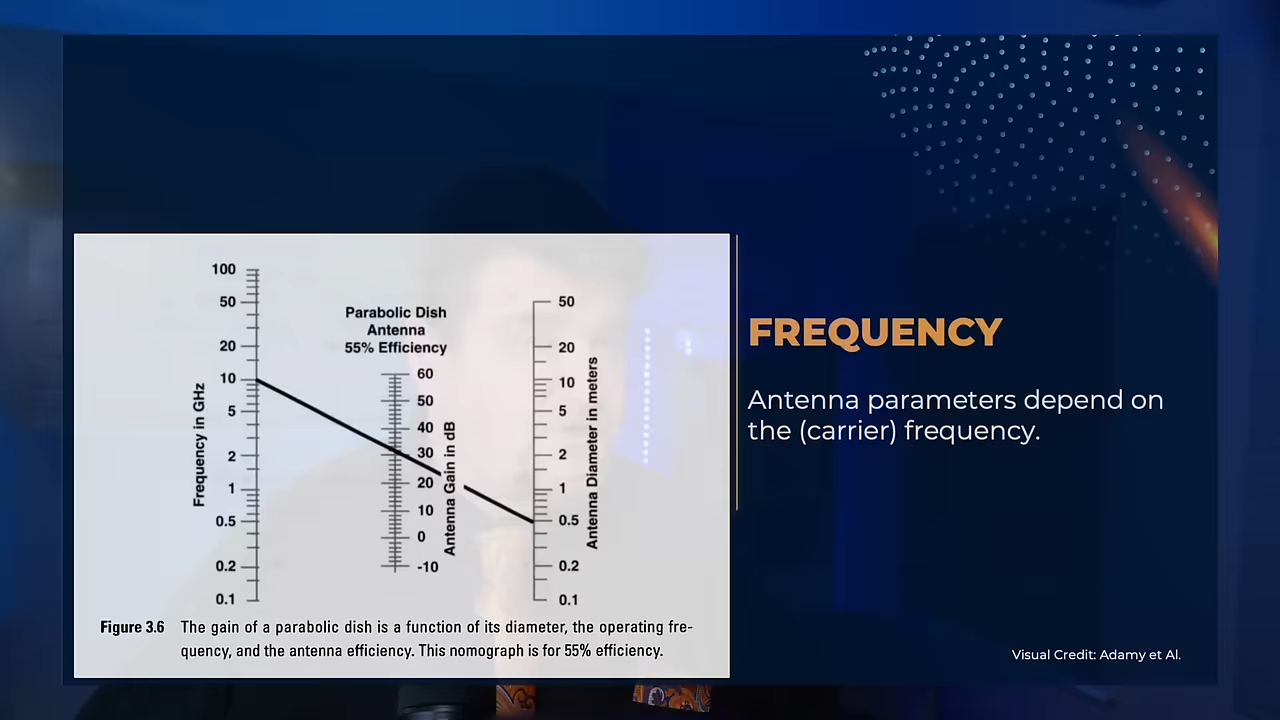 100
50
20
10
5
2
1
0.5
0.2
0.1
Frequency in GHz
Parabolic Dish
Antenna
55% Efficiency
60
50
40
30
20
10
0
-10
Antenna Gain in dB
50
20
10
5
2
1
0.5
0.2
0.1
Antenna Diameter in meters
Figure 3.6 The gain of a parabolic dish is a function of its diameter, the operating fre-
quency, and the antenna efficiency. This nomograph is for 55% efficiency.
FREQUENCY
Antenna parameters depend on
the (carrier) frequency.
Visual Credit: Adamy et Al.